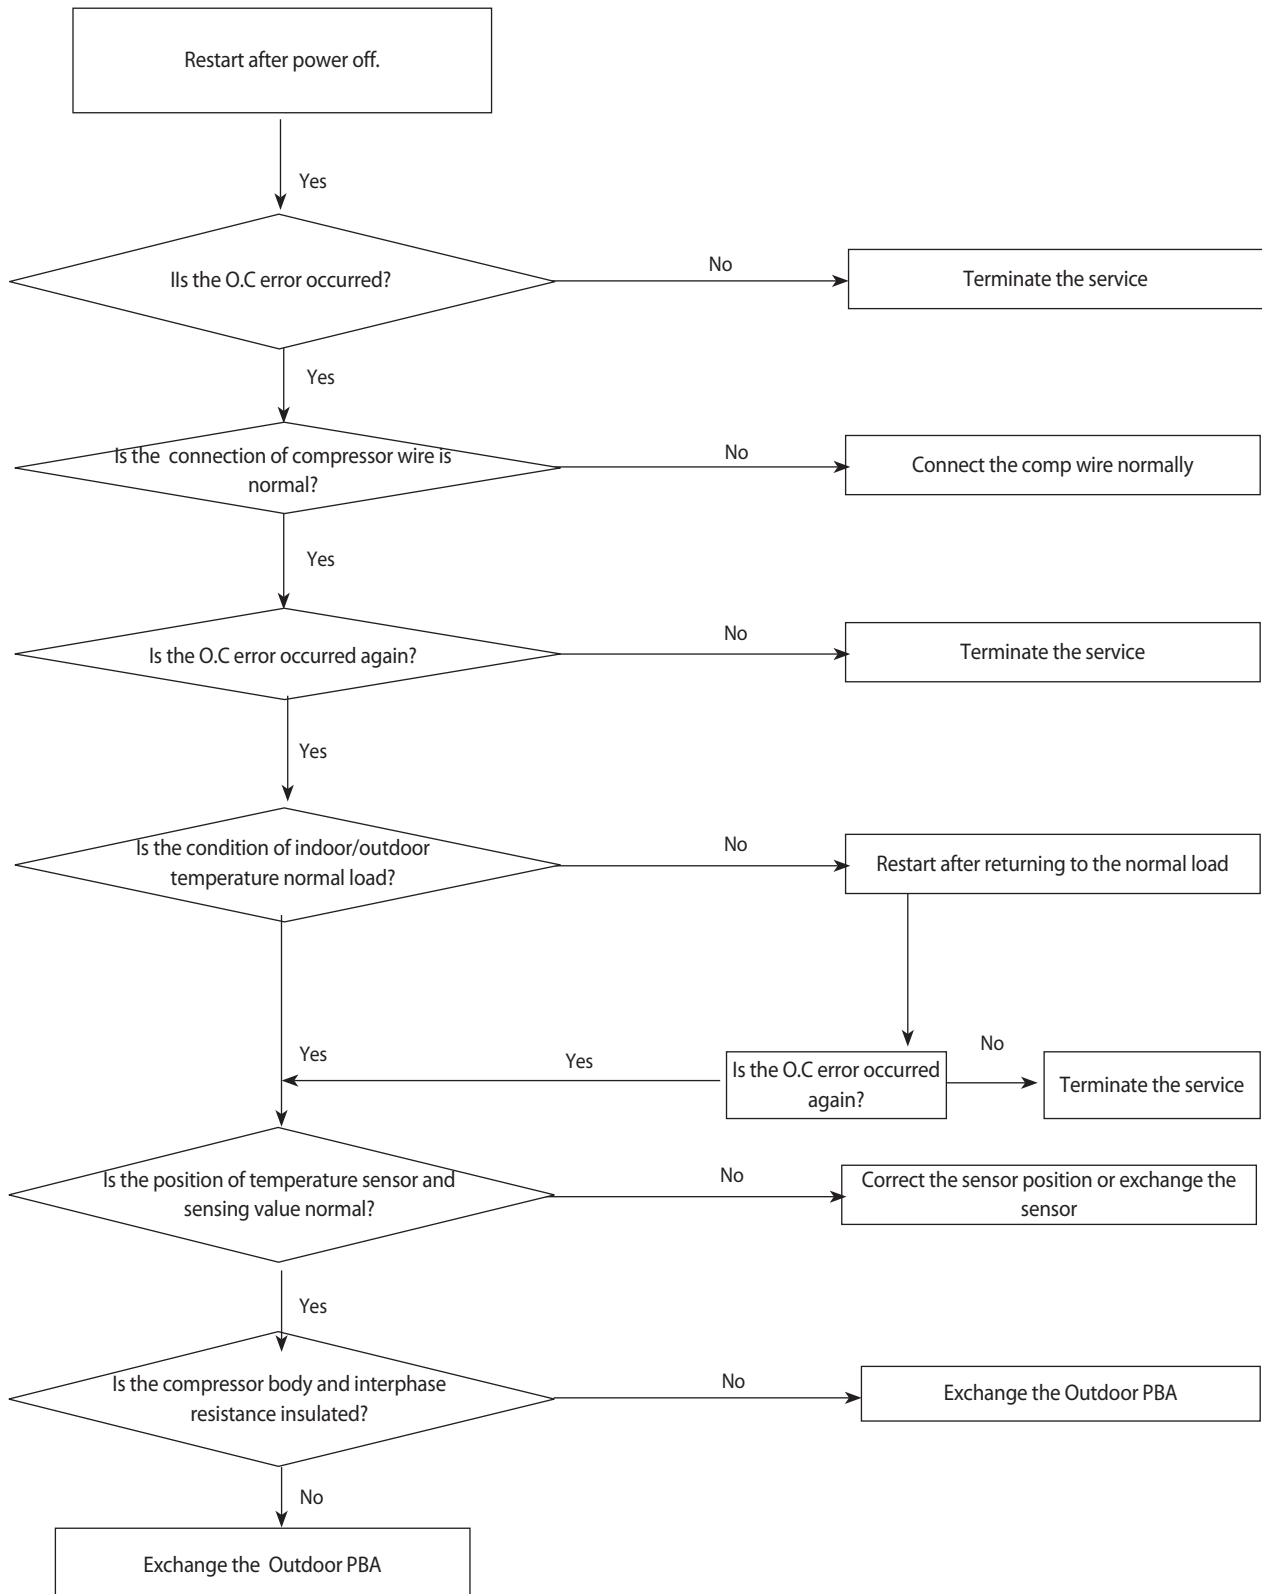 Restart after power off.
Yes
IIs the O.C error occurred?
No
Terminate the service
Yes
Is the  connection of compressor wire is
normal?
No
Connect the comp wire normally
Yes
Is the O.C error occurred again?
No
Terminate the service
Yes
Is the condition of indoor/outdoor
temperature normal load?
No
Restart after returning to the normal load
Yes
Yes
Is the O.C error occurred
again?
No
Terminate the service
Is the position of temperature sensor and
sensing value normal?
No
Correct the sensor position or exchange the
sensor
Yes
Is the compressor body and interphase
resistance insulated?
No
Exchange the Outdoor PBA
No
Exchange the  Outdoor PBA